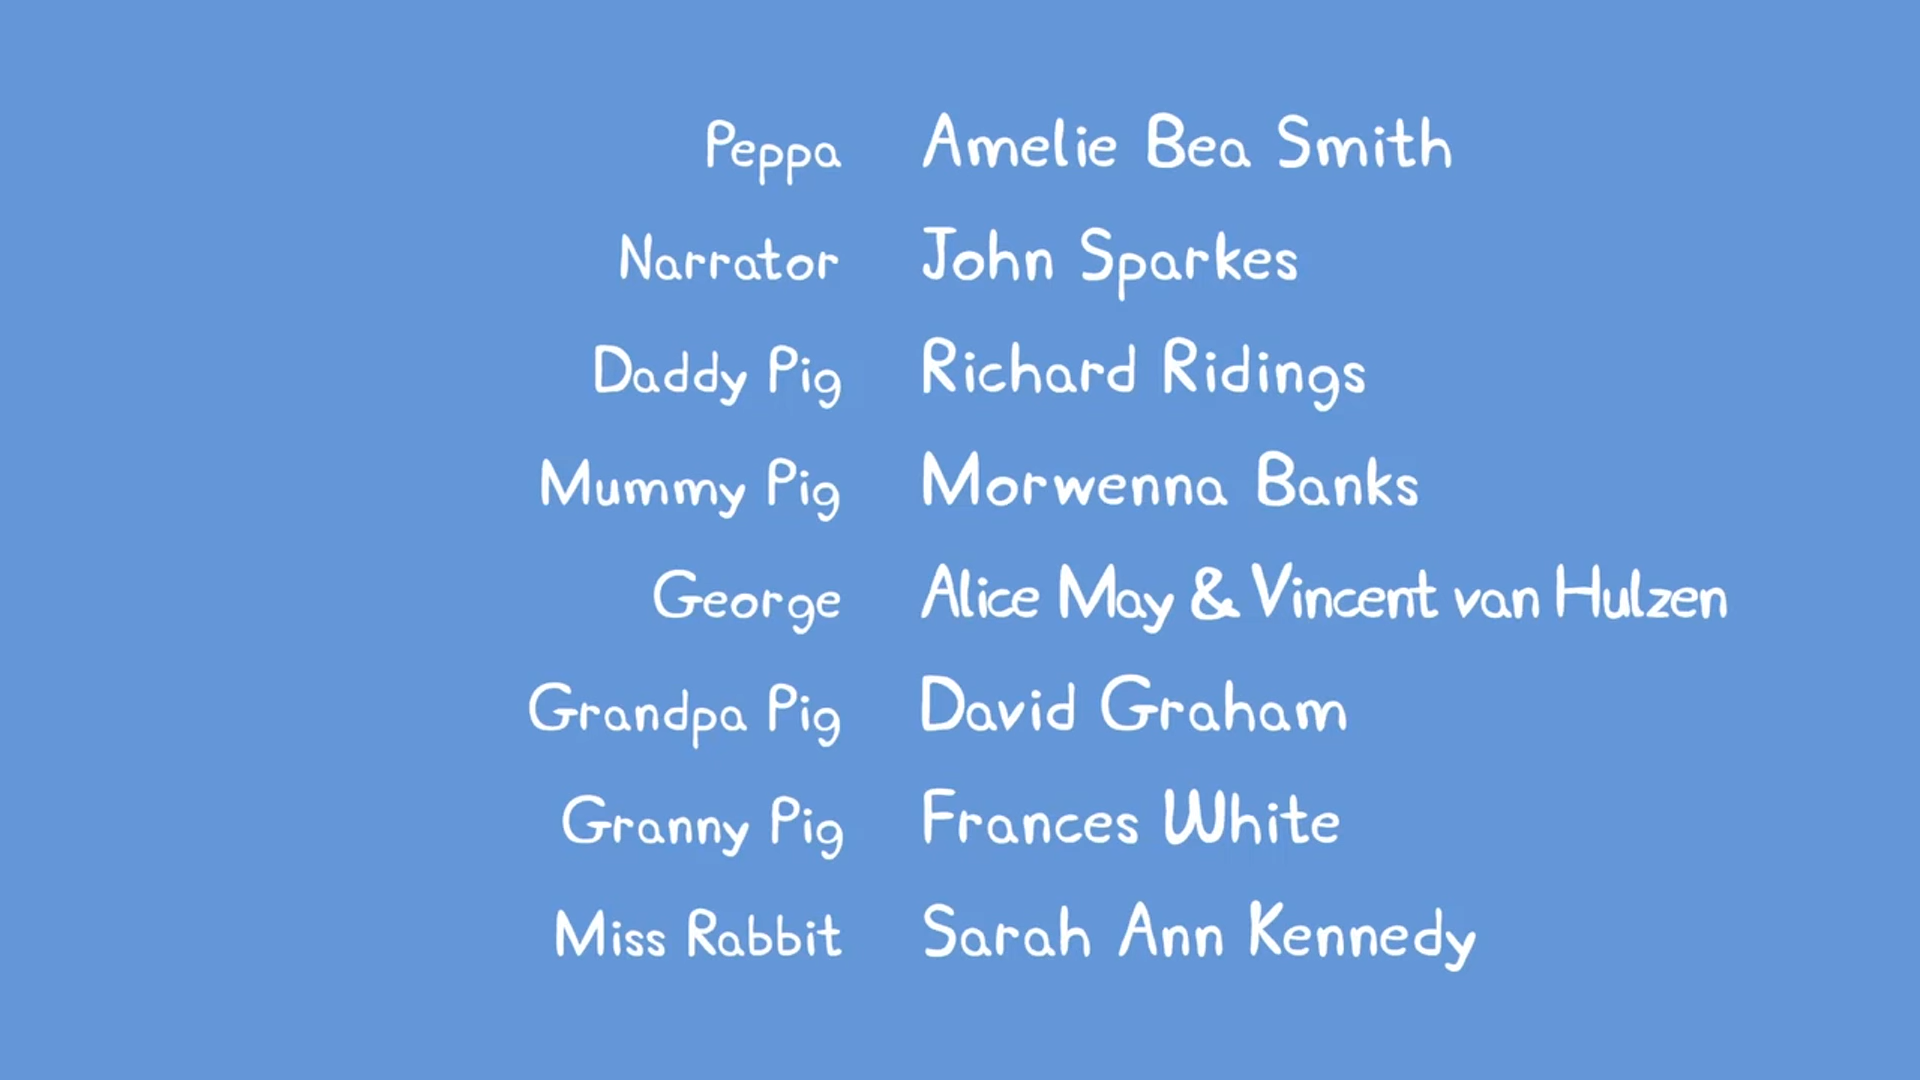 Peppa Amelie Bea Smith
Narrator John Sparkes
Daddy Pig Richard Ridings
Mummy Pig Morwenna Banks
George Alice May & Vincent van Hulzen
Grandpa Pig David Graham
Granny Pig Frances White
Miss Rabbit Sarah Ann Kennedy